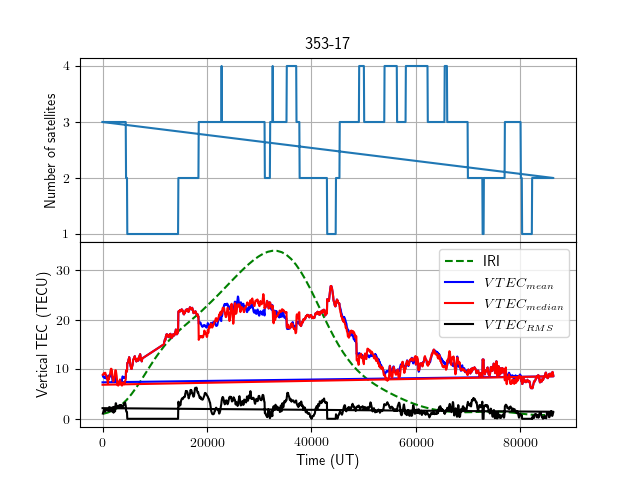 353-17
Number of satellites
4
3
2
1
Vertical TEC (TECU)
30
20
10
0
IRI
VTEC_mean
VTEC_median
VTEC_RMS
0 20000 40000 60000 80000
Time (UT)